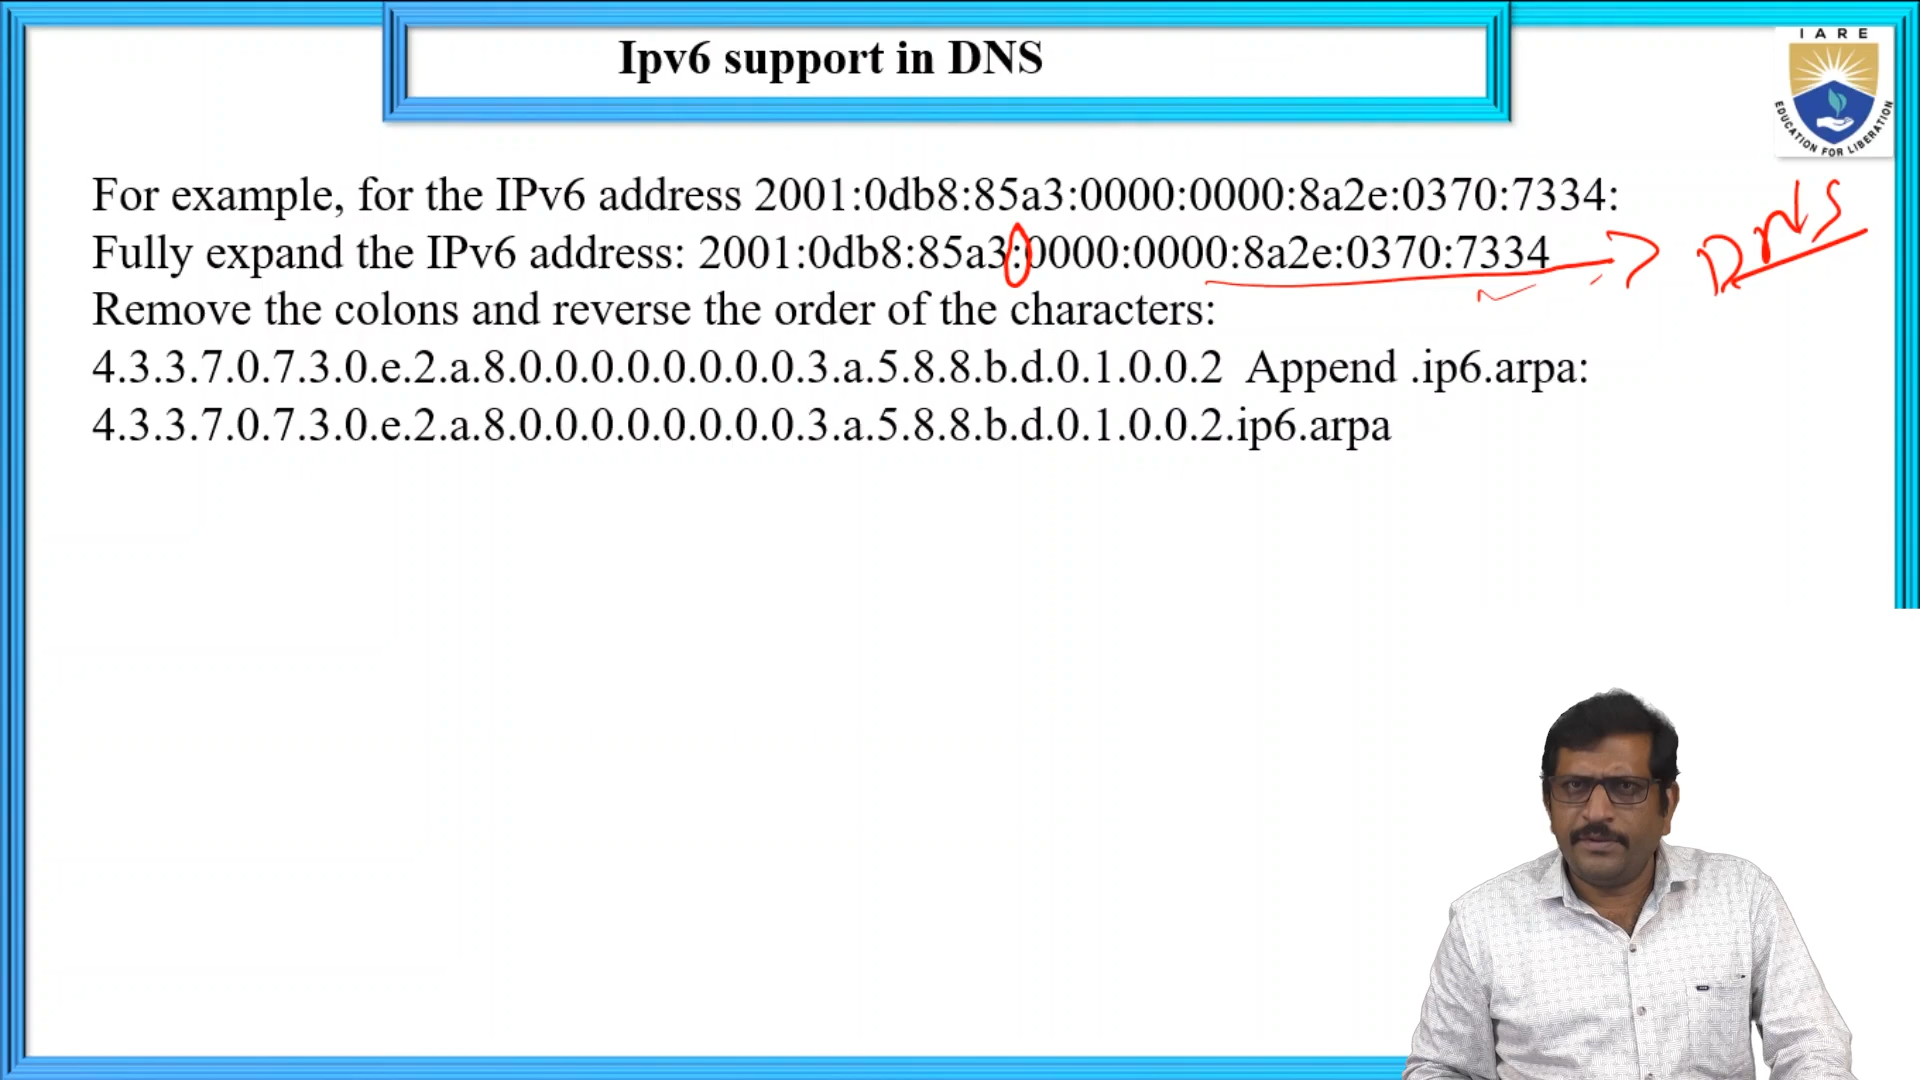 Ipv6 support in DNS
IARE
EDUCATION FOR LIBERATION
For example, for the IPv6 address 2001:0db8:85a3:0000:0000:8a2e:0370:7334:
Fully expand the IPv6 address: 2001:0db8:85a3:0000:0000:8a2e:0370:7334
DNS
Remove the colons and reverse the order of the characters:
4.3.3.7.0.7.3.0.e.2.a.8.0.0.0.0.0.0.0.0.3.a.5.8.8.b.d.0.1.0.0.2 Append .ip6.arpa:
4.3.3.7.0.7.3.0.e.2.a.8.0.0.0.0.0.0.0.0.3.a.5.8.8.b.d.0.1.0.0.2.ip6.arpa